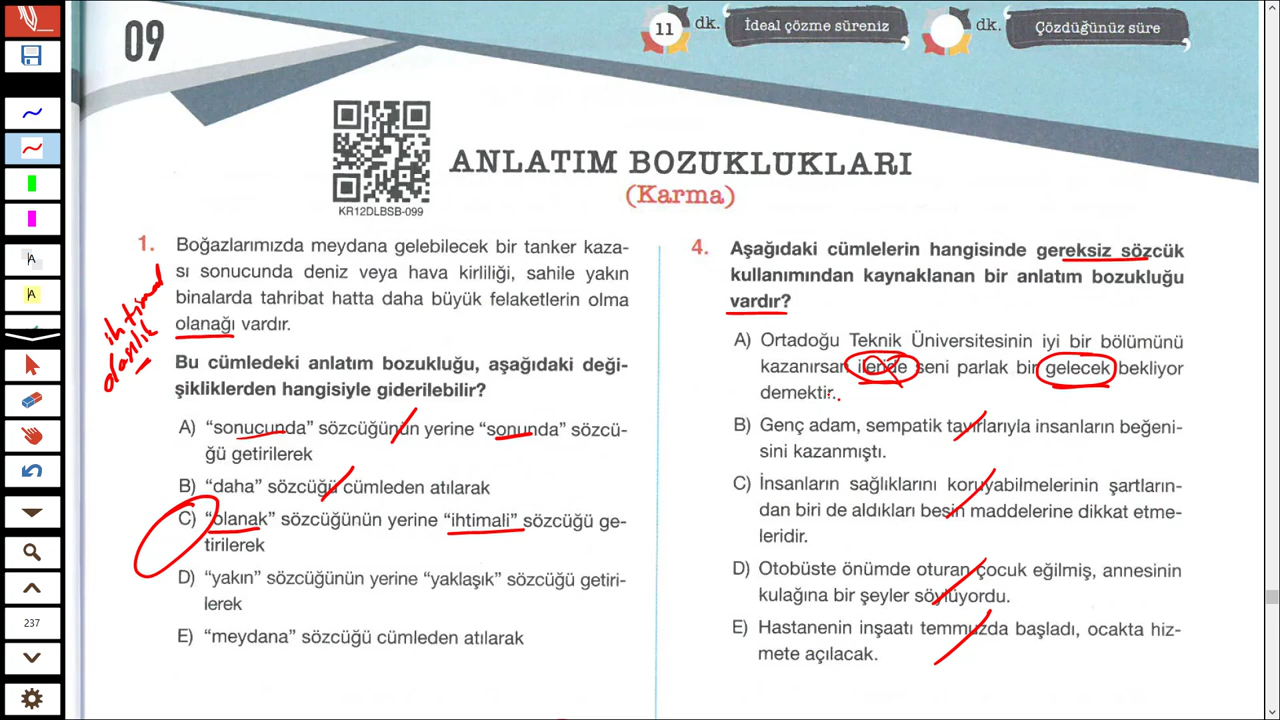 09
11
dk.
İdeal çözme süreniz
dk.
Çözdüğünüz süre
KR12DLBSB-099
ANLATIM BOZUKLUKLARI
(Karma)
1. Boğazlarımızda meydana gelebilecek bir tanker kaza-
sı sonucunda deniz veya hava kirliliği, sahile yakın
binalarda tahribat hatta daha büyük felaketlerin olma
olanağı vardır.
ihtimal
olasılık
Bu cümledeki anlatım bozukluğu, aşağıdaki deği-
şikliklerden hangisiyle giderilebilir?
A) “sonucunda” sözcüğünün yerine “sonunda” sözcü-
ğü getirilerek
B) “daha” sözcüğü cümleden atılarak
C) “olanak” sözcüğünün yerine “ihtimali” sözcüğü ge-
tirilerek
D) “yakın” sözcüğünün yerine “yaklaşık” sözcüğü getiri-
lerek
E) “meydana” sözcüğü cümleden atılarak
4. Aşağıdaki cümlelerin hangisinde gereksiz sözcük
kullanımından kaynaklanan bir anlatım bozukluğu
vardır?
A) Ortadoğu Teknik Üniversitesinin iyi bir bölümünü
kazanırsan ileride seni parlak bir gelecek bekliyor
demektir.
B) Genç adam, sempatik tavırlarıyla insanların beğeni-
sini kazanmıştı.
C) İnsanların sağlıklarını koruyabilmelerinin şartların-
dan biri de aldıkları besin maddelerine dikkat etme-
leridir.
D) Otobüste önümde oturan çocuk eğilmiş, annesinin
kulağına bir şeyler söylüyordu.
E) Hastanenin inşaatı temmuzda başladı, ocakta hiz-
mete açılacak.
A
A
237